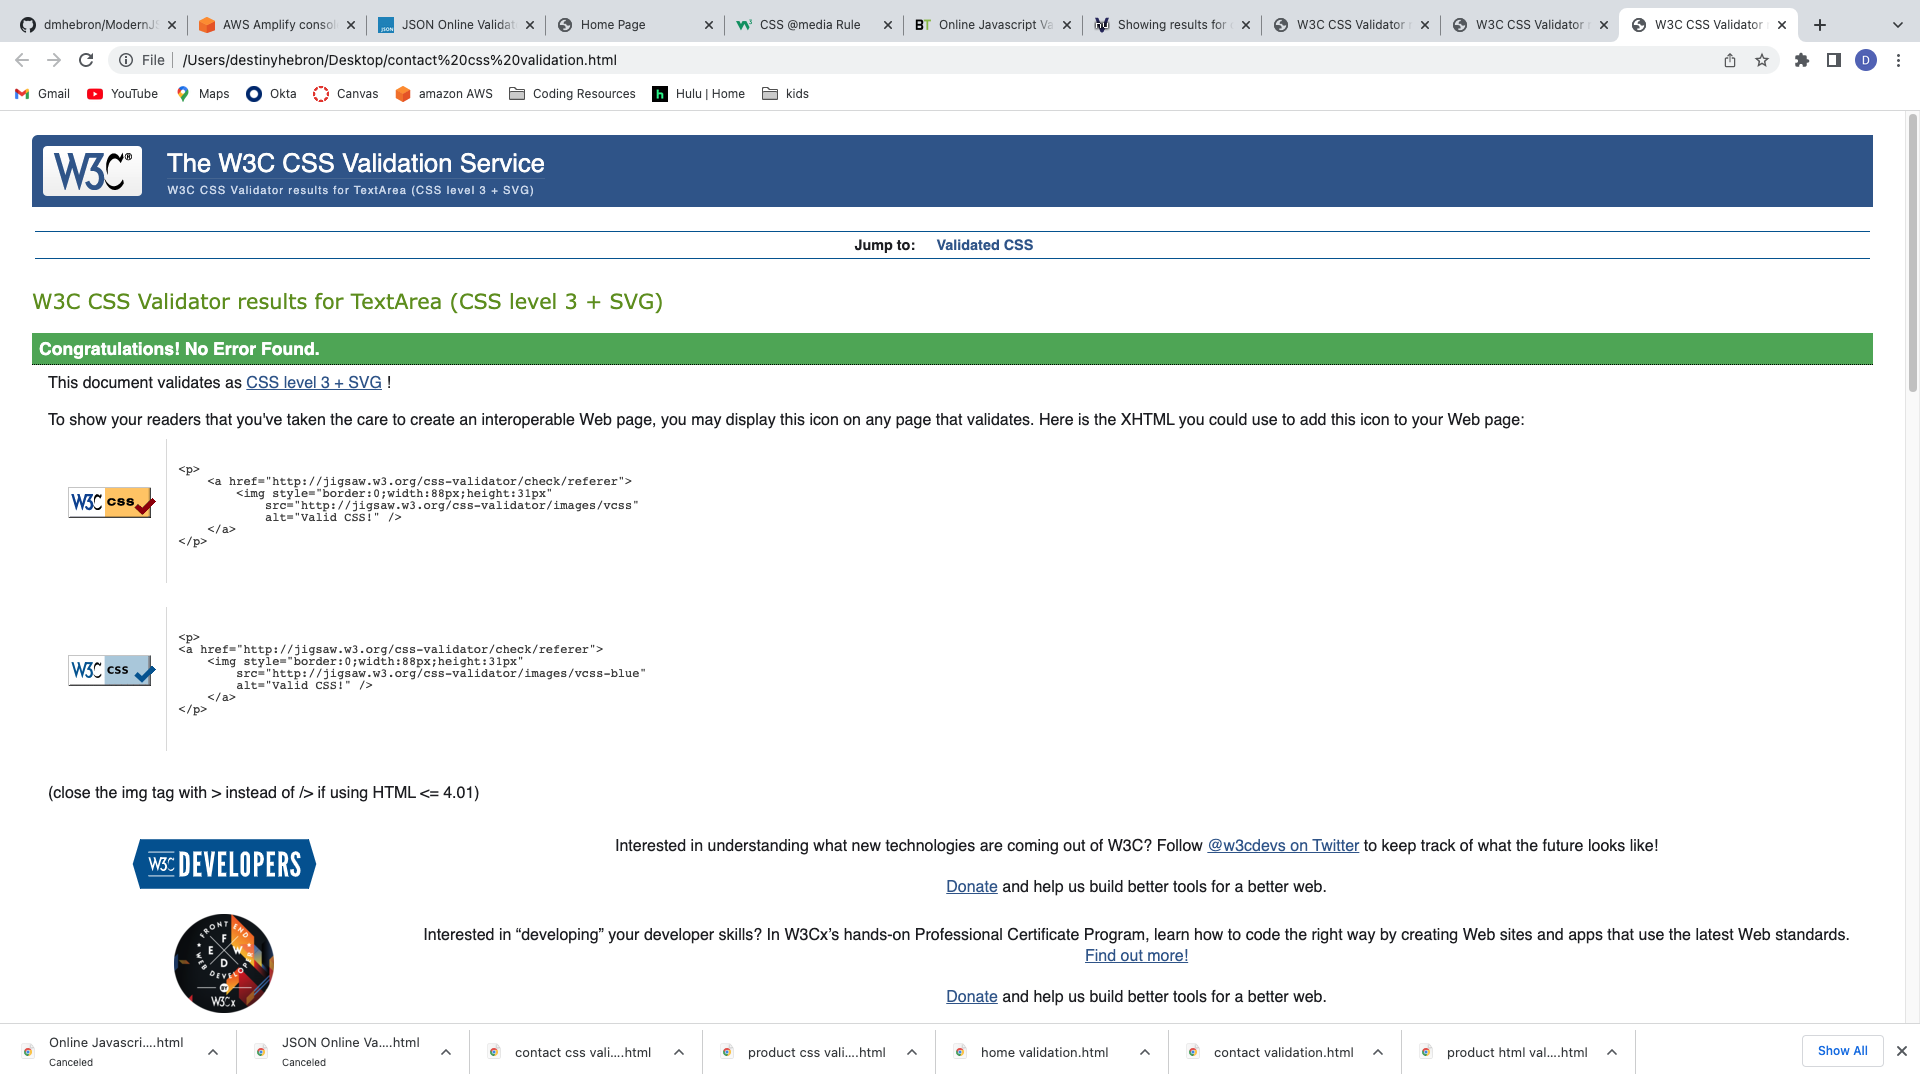 dmhebron/ModernJS
AWS Amplify consol
JSON Online Validat
Home Page
CSS @media Rule
Online Javascript Va
Showing results for
W3C CSS Validator
W3C CSS Validator
W3C CSS Validator
File
/Users/destinyhebron/Desktop/contact%20css%20validation.html
D
Gmail
YouTube
Maps
Okta
Canvas
amazon AWS
Coding Resources
Hulu | Home
kids
W3C®
The W3C CSS Validation Service
W3C CSS Validator results for TextArea (CSS level 3 + SVG)
Jump to: Validated CSS
W3C CSS Validator results for TextArea (CSS level 3 + SVG)
Congratulations! No Error Found.
This document validates as CSS level 3 + SVG !
To show your readers that you've taken the care to create an interoperable Web page, you may display this icon on any page that validates. Here is the XHTML you could use to add this icon to your Web page:
W3C css
<p>
<a href="http://jigsaw.w3.org/css-validator/check/referer">
<img style="border:0;width:88px;height:31px"
src="http://jigsaw.w3.org/css-validator/images/vcss"
alt="Valid CSS!" />
</a>
</p>
W3C css
<p>
<a href="http://jigsaw.w3.org/css-validator/check/referer">
<img style="border:0;width:88px;height:31px"
src="http://jigsaw.w3.org/css-validator/images/vcss-blue"
alt="Valid CSS!" />
</a>
</p>
(close the img tag with > instead of /> if using HTML <= 4.01)
W3C DEVELOPERS
Interested in understanding what new technologies are coming out of W3C? Follow @w3cdevs on Twitter to keep track of what the future looks like!
Donate and help us build better tools for a better web.
FRONT END
F
E W
D
WEB DEVELOPER
BY
W3Cx
Interested in “developing” your developer skills? In W3Cx’s hands-on Professional Certificate Program, learn how to code the right way by creating Web sites and apps that use the latest Web standards.
Find out more!
Donate and help us build better tools for a better web.
Online Javascri....html
Canceled
JSON Online Va....html
Canceled
contact css vali....html
product css vali....html
home validation.html
contact validation.html
product html val....html
Show All